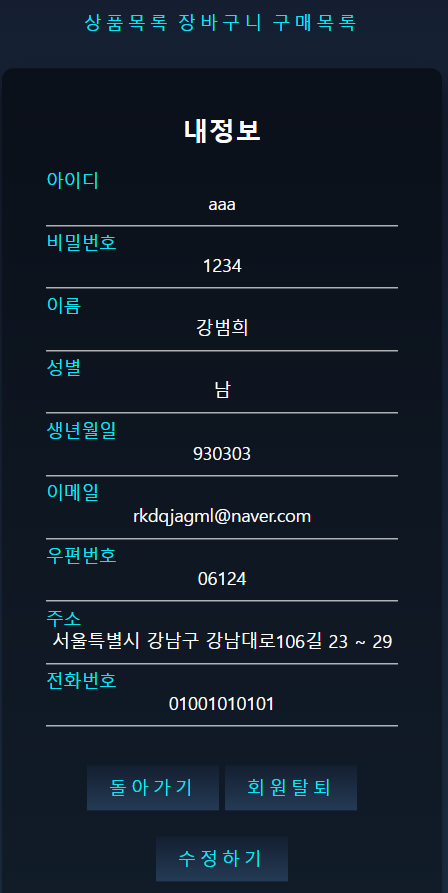 상품목록 장바구니 구매목록
내정보
아이디
aaa
비밀번호
1234
이름
강범희
성별
남
생년월일
930303
이메일
rkdqjagml@naver.com
우편번호
06124
주소
서울특별시 강남구 강남대로106길 23 ~ 29
전화번호
01001010101
돌아가기 회원탈퇴
수정하기